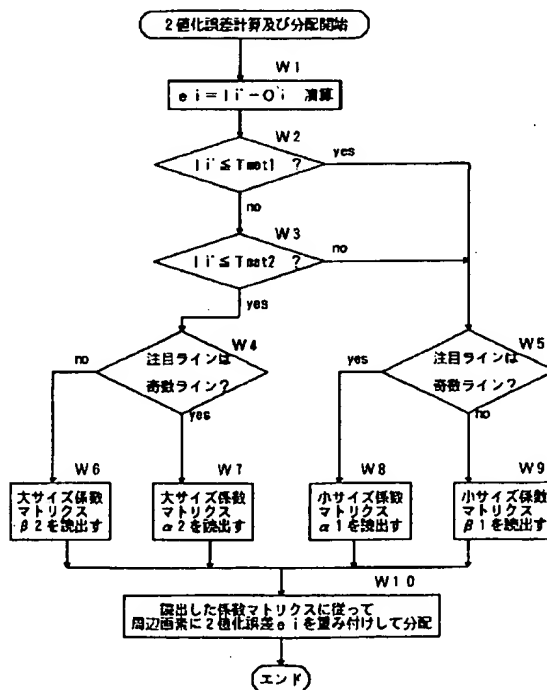 2値化誤差計算及び分配開始
W1
ei=Ii'-Oi 演算
W2
Ii'≦Tmat1 ?
yes
no
W3
Ii'≦Tmat2 ?
no
yes
W4
注目ラインは
奇数ライン?
no
yes
W5
注目ラインは
奇数ライン?
yes
no
W6
大サイズ係数
マトリクス
β2を読出す
W7
大サイズ係数
マトリクス
α2を読出す
W8
小サイズ係数
マトリクス
α1を読出す
W9
小サイズ係数
マトリクス
β1を読出す
W10
読出した係数マトリクスに従って
周辺画素に2値化誤差eiを重み付けして分配
エンド